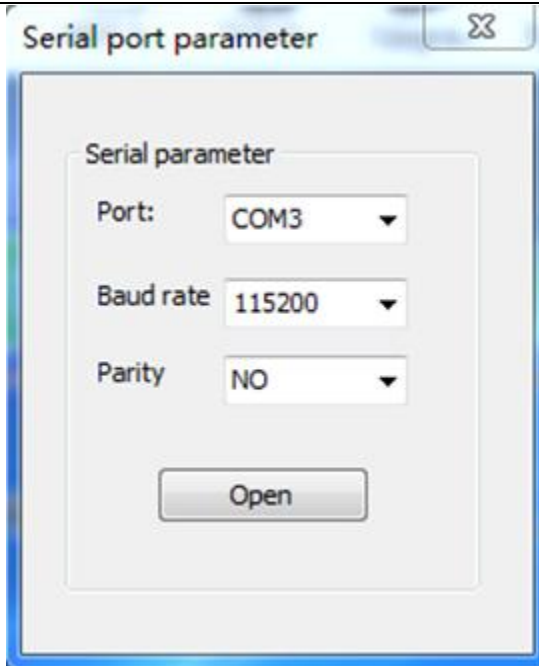 Serial port parameter
Serial parameter
Port: COM3
Baud rate 115200
Parity NO
Open